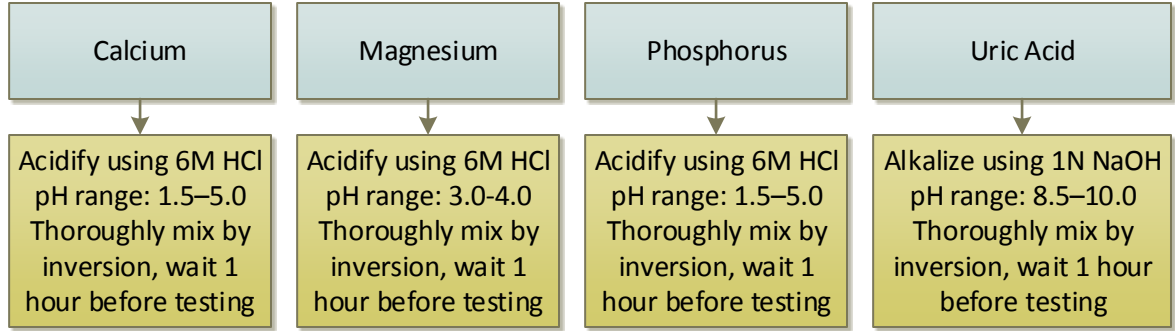 Calcium
Magnesium
Phosphorus
Uric Acid
Acidify using 6M HCl
pH range: 1.5–5.0
Thoroughly mix by
inversion, wait 1
hour before testing
Acidify using 6M HCl
pH range: 3.0-4.0
Thoroughly mix by
inversion, wait 1
hour before testing
Acidify using 6M HCl
pH range: 1.5–5.0
Thoroughly mix by
inversion, wait 1
hour before testing
Alkalize using 1N NaOH
pH range: 8.5–10.0
Thoroughly mix by
inversion, wait 1 hour
before testing